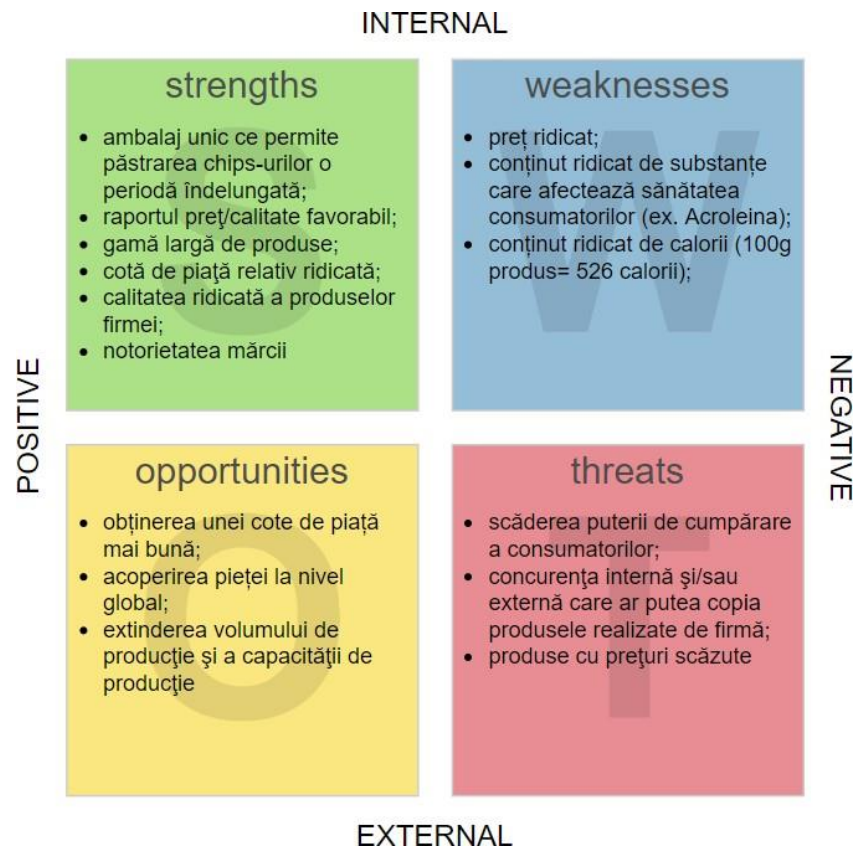 INTERNAL
strengths
• ambalaj unic ce permite
păstrarea chips-urilor o
periodă îndelungată;
• raportul preţ/calitate favorabil;
• gamă largă de produse;
• cotă de piaţă relativ ridicată;
• calitatea ridicată a produselor
firmei;
• notorietatea mărcii
weaknesses
• preț ridicat;
• conținut ridicat de substanțe
care afectează sănătatea
consumatorilor (ex. Acroleina);
• conținut ridicat de calorii (100g
produs= 526 calorii);
POSITIVE
NEGATIVE
opportunities
• obținerea unei cote de piață
mai bună;
• acoperirea pieței la nivel
global;
• extinderea volumului de
producţie şi a capacităţii de
producţie
threats
• scăderea puterii de cumpărare
a consumatorilor;
• concurenţa internă şi/sau
externă care ar putea copia
produsele realizate de firmă;
• produse cu preţuri scăzute
EXTERNAL
S
W
O
T